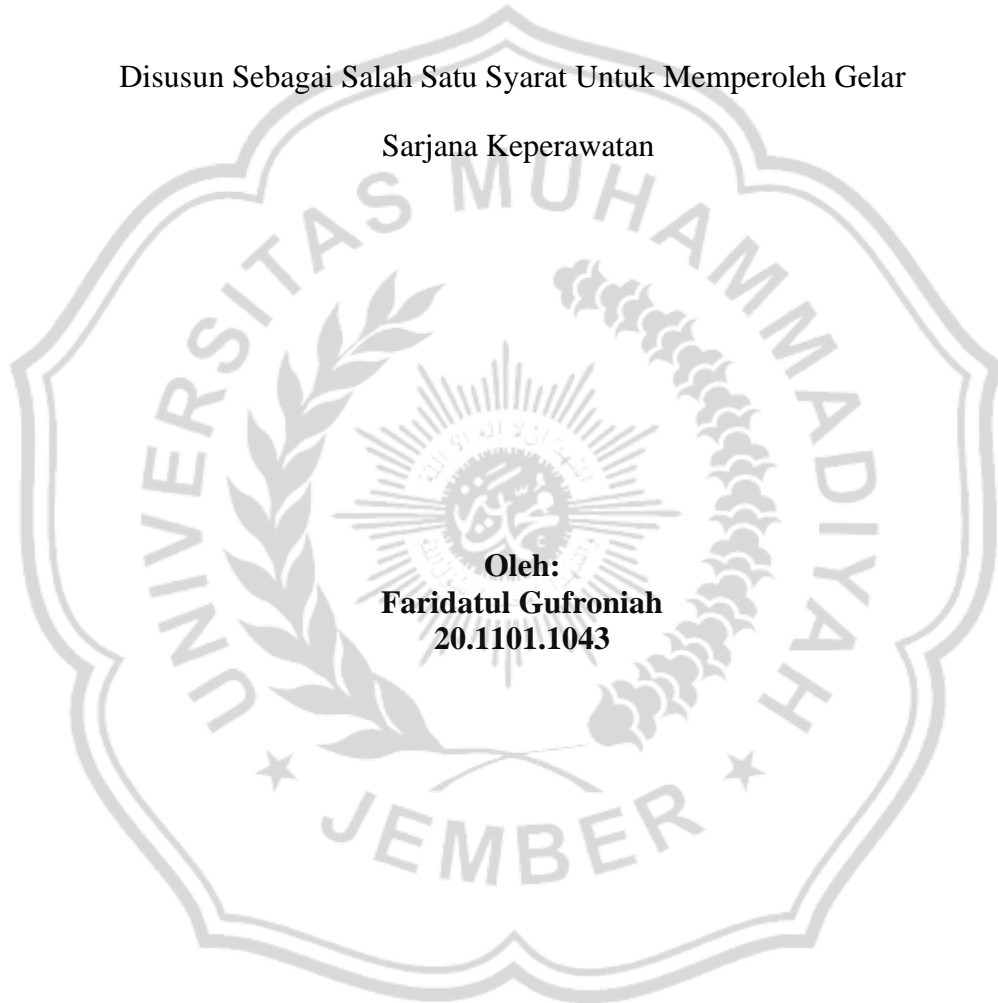 Disusun Sebagai Salah Satu Syarat Untuk Memperoleh Gelar
Sarjana Keperawatan
UNIVERSITAS MUHAMMADIYAH
Oleh:
Faridatul Gufroniah
20.1101.1043
JEMBER